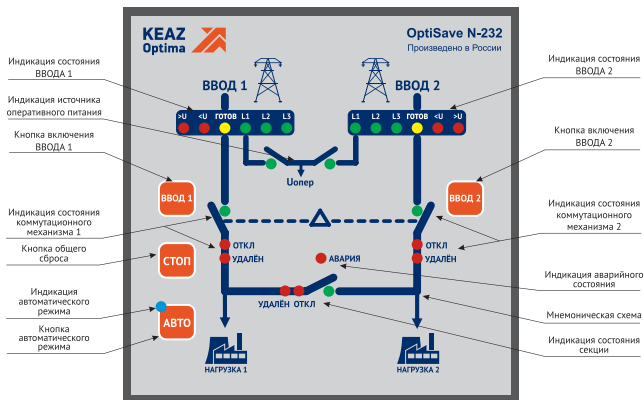 KEAZ
Optima
OptiSave N-232
Произведено в России
Индикация состояния
ВВОДА 1
Индикация источника
оперативного питания
Кнопка включения
ВВОДА 1
Индикация состояния
коммутационного
механизма 1
Кнопка общего
сброса
Индикация
автоматического
режима
Кнопка
автоматического
режима
ВВОД 1
ВВОД 2
>U <U ГОТОВ L1 L2 L3
L1 L2 L3 ГОТОВ <U >U
Uопер
ВВОД 1
ВВОД 2
СТОП
АВТО
ОТКЛ
УДАЛЁН
АВАРИЯ
ОТКЛ
УДАЛЁН
УДАЛЁН ОТКЛ
НАГРУЗКА 1
НАГРУЗКА 2
Индикация состояния
ВВОДА 2
Кнопка включения
ВВОДА 2
Индикация состояния
коммутационного
механизма 2
Индикация аварийного
состояния
Мнемоническая схема
Индикация состояния
секции